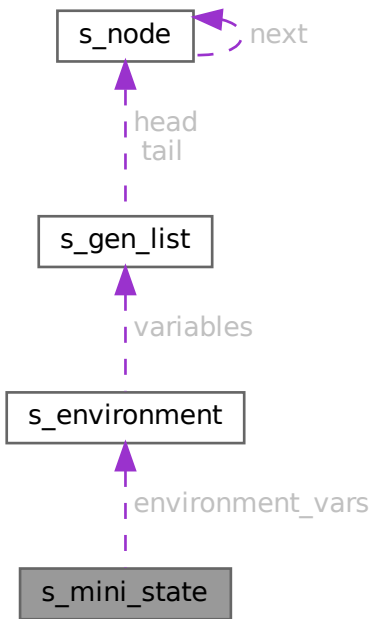 s_node
next
head
tail
s_gen_list
variables
s_environment
environment_vars
s_mini_state